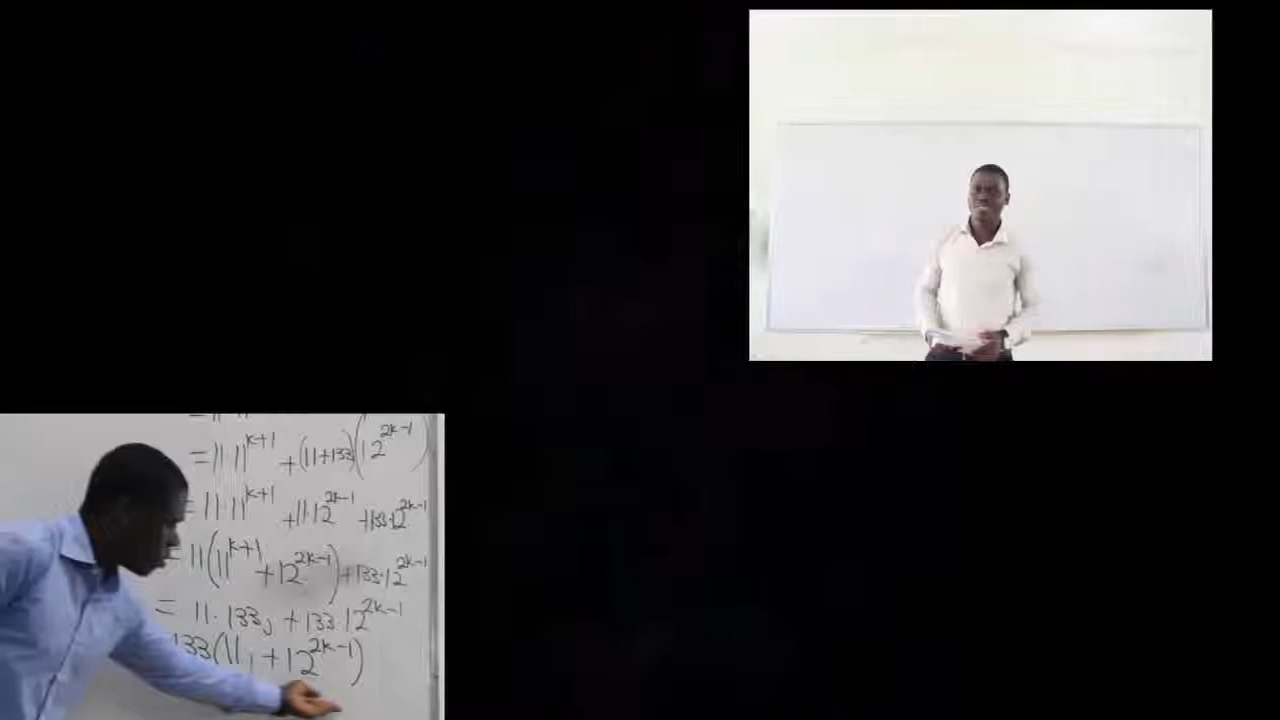 =11·11^{k+1} +(11+133)(12^{2k-1})
= 11·11^{k+1} +11·12^{2k-1} +133·12^{2k-1}
= 11(11^{k+1} +12^{2k-1}) +133·12^{2k-1}
= 11·133j + 133·12^{2k-1}
133(11j +12^{2k-1})